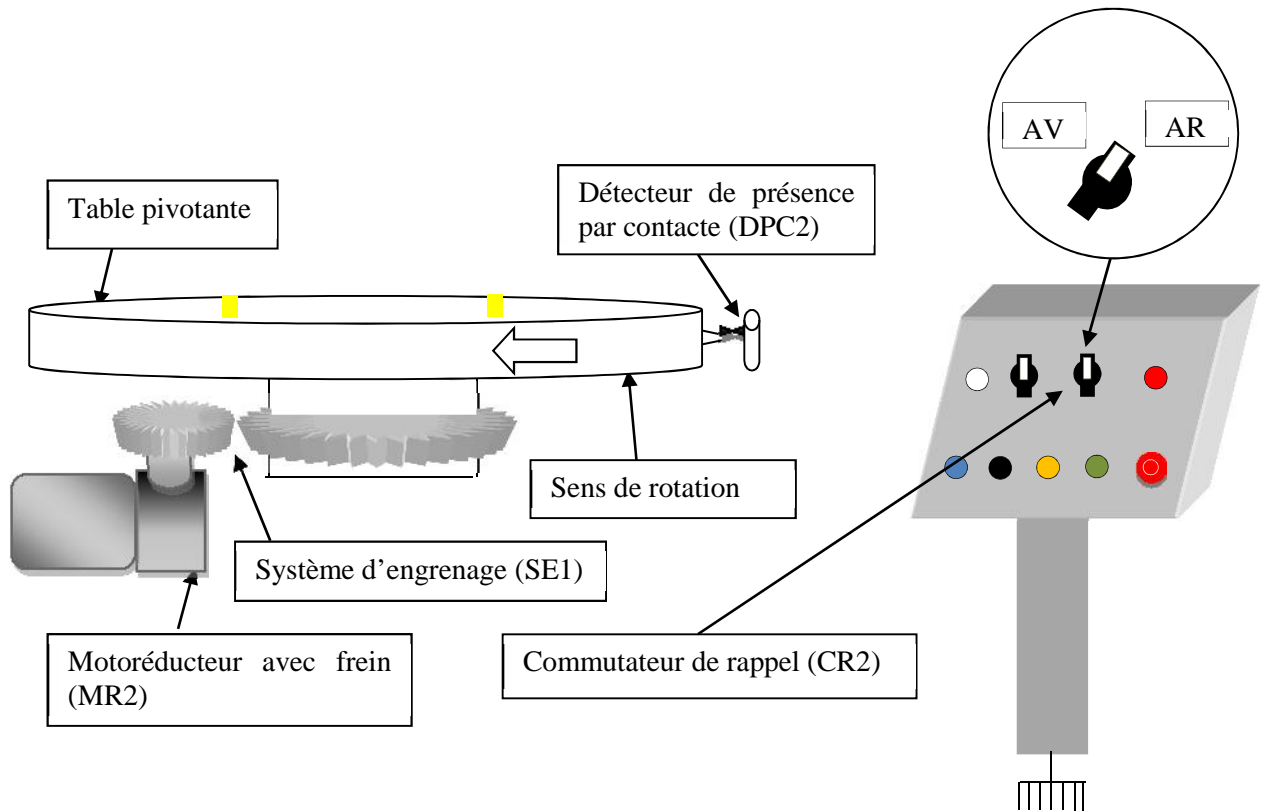 AV
AR
Détecteur de présence
par contacte (DPC2)
Table pivotante
Sens de rotation
Système d’engrenage (SE1)
Motoréducteur avec frein
(MR2)
Commutateur de rappel (CR2)